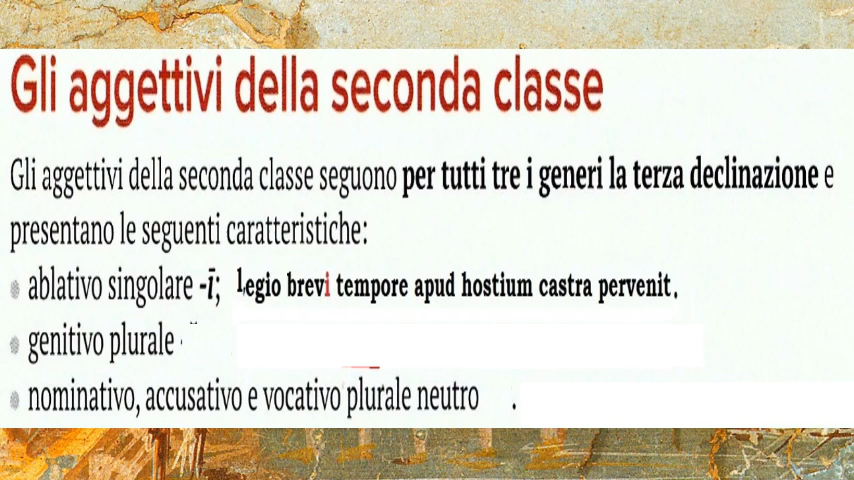 Gli aggettivi della seconda classe
Gli aggettivi della seconda classe seguono per tutti tre i generi la terza declinazione e
presentano le seguenti caratteristiche:
• ablativo singolare -ī; legio brevi tempore apud hostium castra pervenit.
• genitivo plurale
• nominativo, accusativo e vocativo plurale neutro .